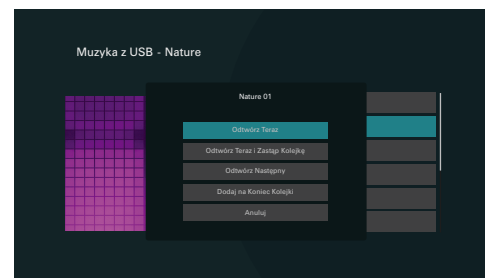 Muzyka z USB - Nature
Nature 01
Odtwórz Teraz
Odtwórz Teraz i Zastąp Kolejkę
Odtwórz Następny
Dodaj na Koniec Kolejki
Anuluj